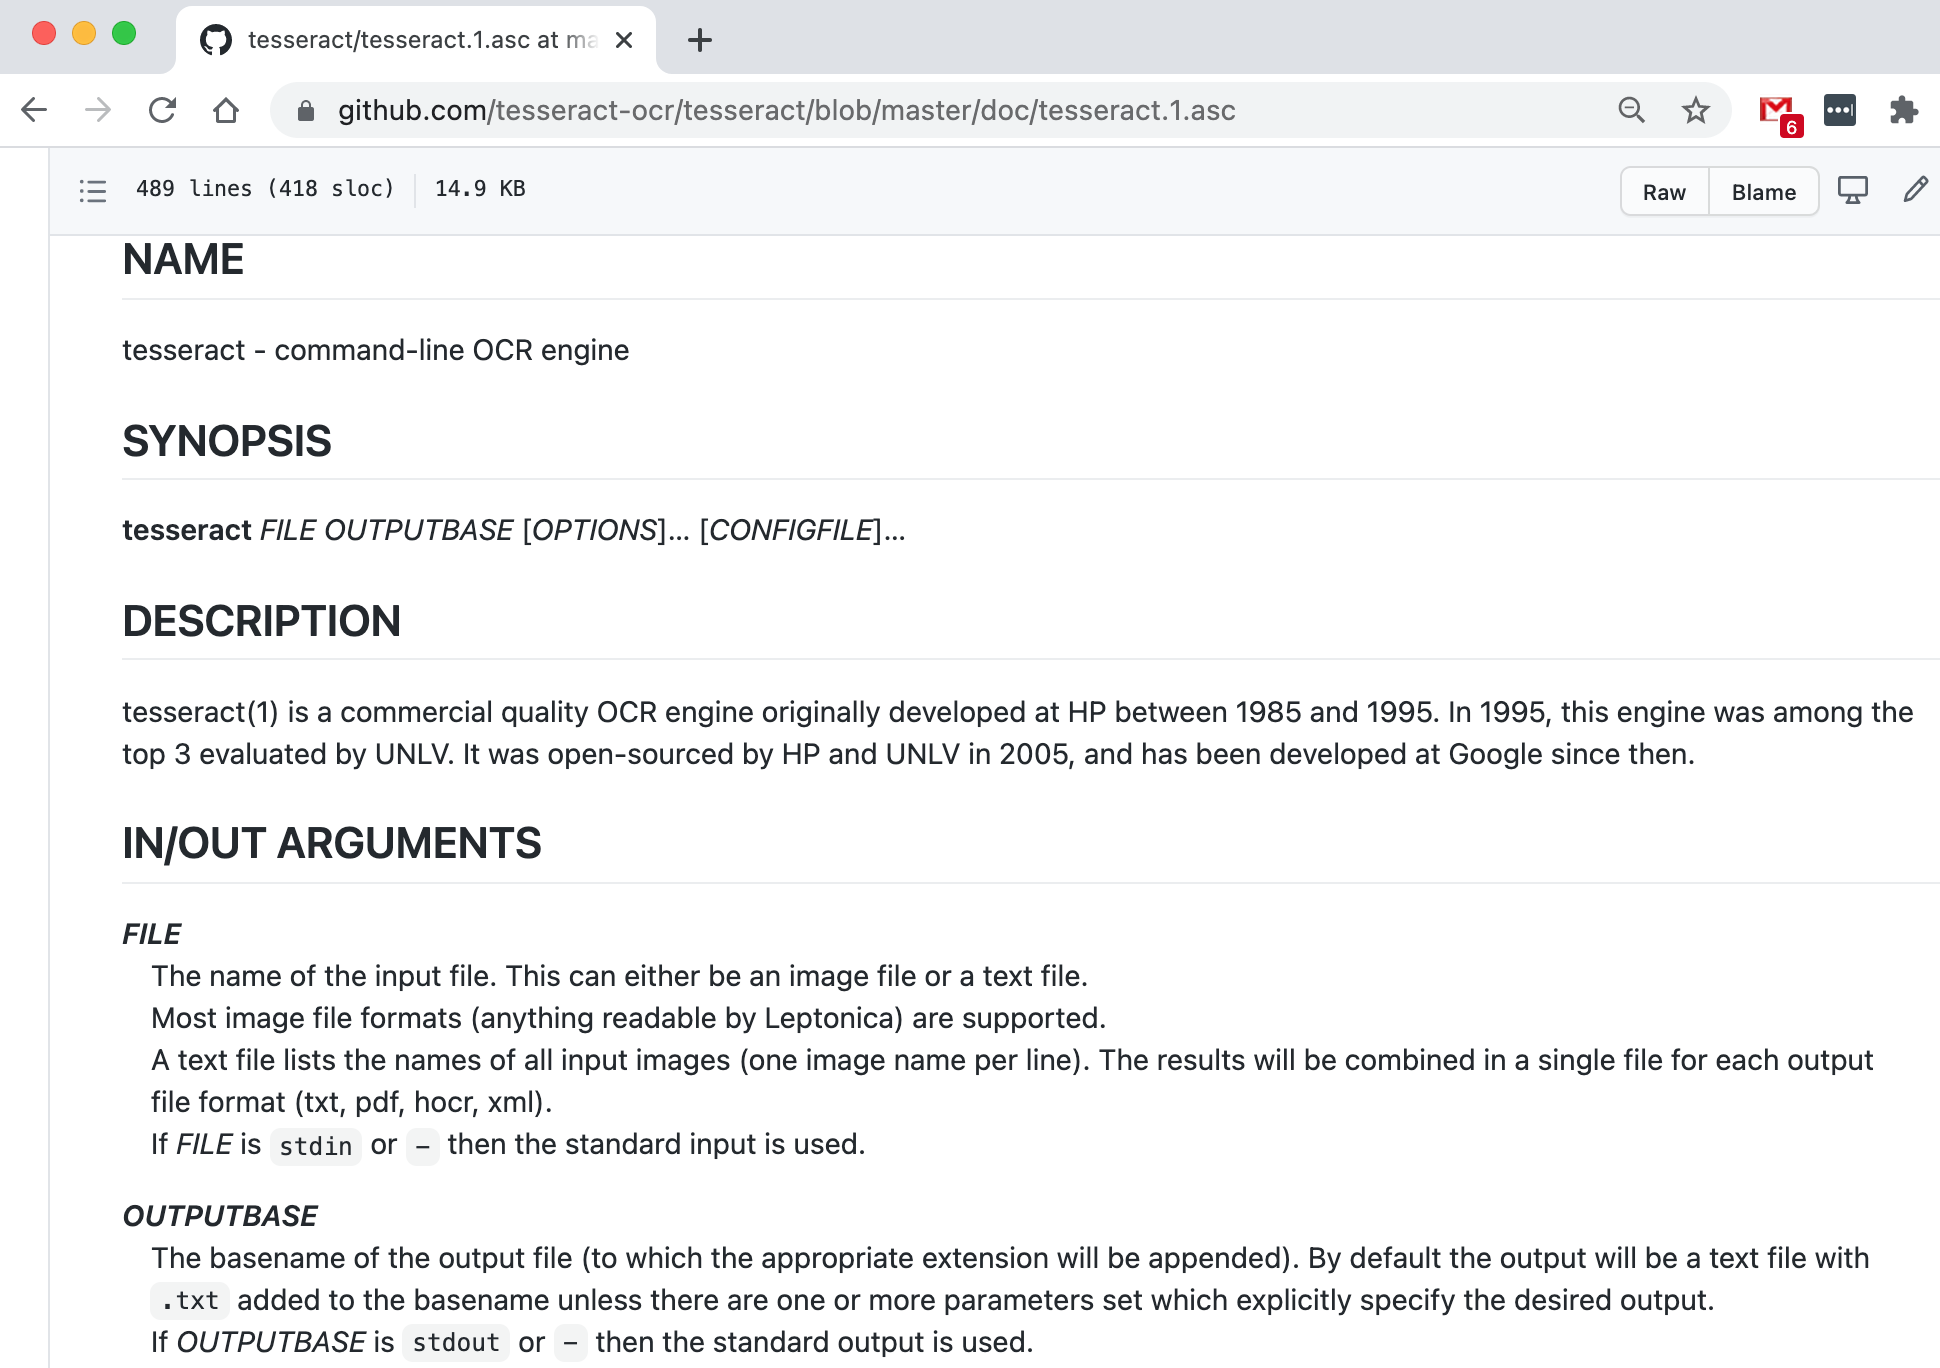 tesseract/tesseract.1.asc at ma
github.com/tesseract-ocr/tesseract/blob/master/doc/tesseract.1.asc
6
489 lines (418 sloc) 14.9 KB
Raw Blame
NAME
tesseract - command-line OCR engine
SYNOPSIS
tesseract FILE OUTPUTBASE [OPTIONS]... [CONFIGFILE]...
DESCRIPTION
tesseract(1) is a commercial quality OCR engine originally developed at HP between 1985 and 1995. In 1995, this engine was among the
top 3 evaluated by UNLV. It was open-sourced by HP and UNLV in 2005, and has been developed at Google since then.
IN/OUT ARGUMENTS
FILE
The name of the input file. This can either be an image file or a text file.
Most image file formats (anything readable by Leptonica) are supported.
A text file lists the names of all input images (one image name per line). The results will be combined in a single file for each output
file format (txt, pdf, hocr, xml).
If FILE is stdin or - then the standard input is used.
OUTPUTBASE
The basename of the output file (to which the appropriate extension will be appended). By default the output will be a text file with
.txt added to the basename unless there are one or more parameters set which explicitly specify the desired output.
If OUTPUTBASE is stdout or - then the standard output is used.